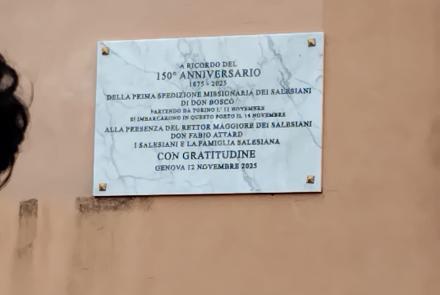 A RICORDO DEL
150° ANNIVERSARIO
1875 - 2025
DELLA PRIMA SPEDIZIONE MISSIONARIA DEI SALESIANI
DI DON BOSCO
PARTENDO DA TORINO L' 11 NOVEMBRE
SI IMBARCARONO IN QUESTO PORTO IL 14 NOVEMBRE
ALLA PRESENZA DEL RETTOR MAGGIORE DEI SALESIANI
DON FABIO ATTARD
I SALESIANI E LA FAMIGLIA SALESIANA
CON GRATITUDINE
GENOVA 12 NOVEMBRE 2025